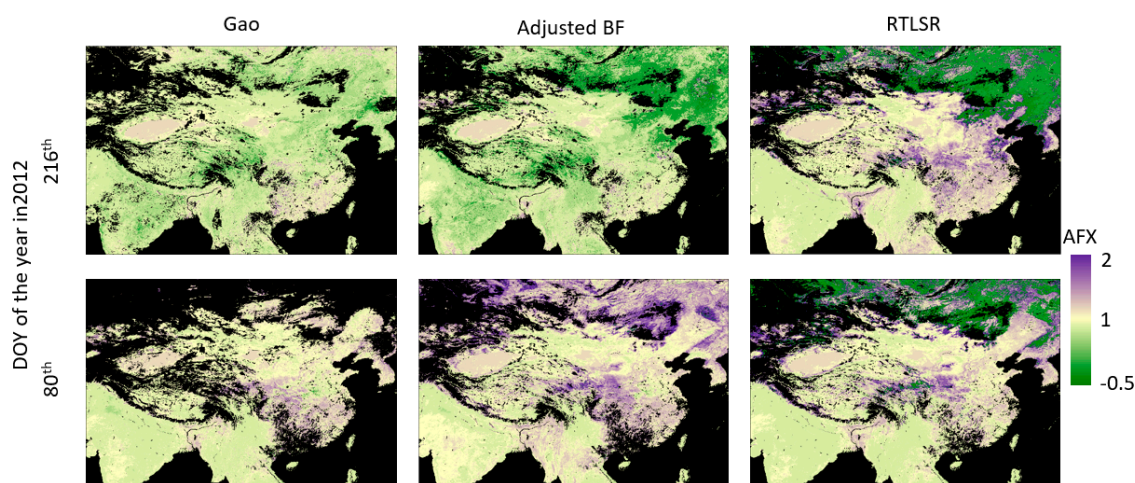 Gao
Adjusted BF
RTLSR
DOY of the year in2012
216th
80th
AFX
2
1
-0.5